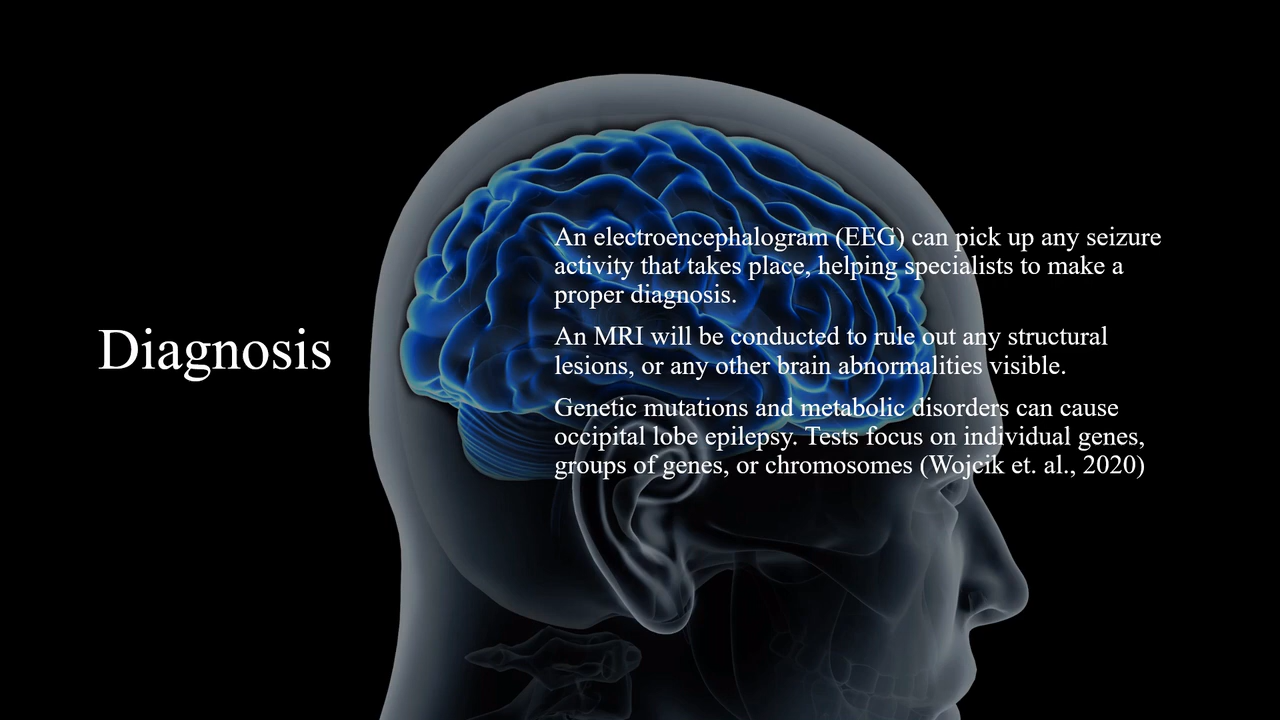 Diagnosis
An electroencephalogram (EEG) can pick up any seizure
activity that takes place, helping specialists to make a
proper diagnosis.
An MRI will be conducted to rule out any structural
lesions, or any other brain abnormalities visible.
Genetic mutations and metabolic disorders can cause
occipital lobe epilepsy. Tests focus on individual genes,
groups of genes, or chromosomes (Wojcik et. al., 2020)